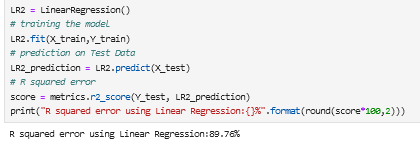 LR2 = LinearRegression()
# training the model
LR2.fit(X_train,Y_train)
# prediction on Test Data
LR2_prediction = LR2.predict(X_test)
# R squared error
score = metrics.r2_score(Y_test, LR2_prediction)
print("R squared error using Linear Regression:{}%".format(round(score*100,2)))
R squared error using Linear Regression:89.76%